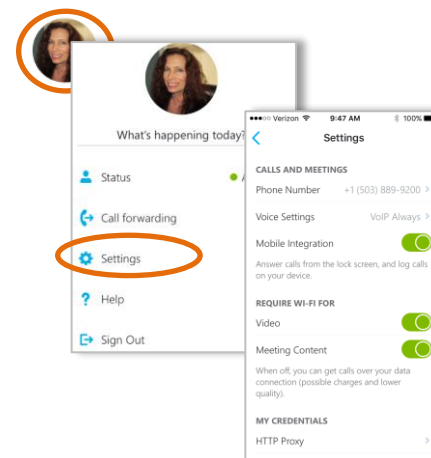 What's happening today?
Status
Call forwarding
Settings
Help
Sign Out
Verizon 9:47 AM 100%
Settings
CALLS AND MEETINGS
Phone Number +1 (503) 889-9200
Voice Settings VoIP Always
Mobile Integration
Answer calls from the lock screen, and log calls
on your device.
REQUIRE WI-FI FOR
Video
Meeting Content
When off, you can get calls over your data
connection (possible charges and lower
quality).
MY CREDENTIALS
HTTP Proxy